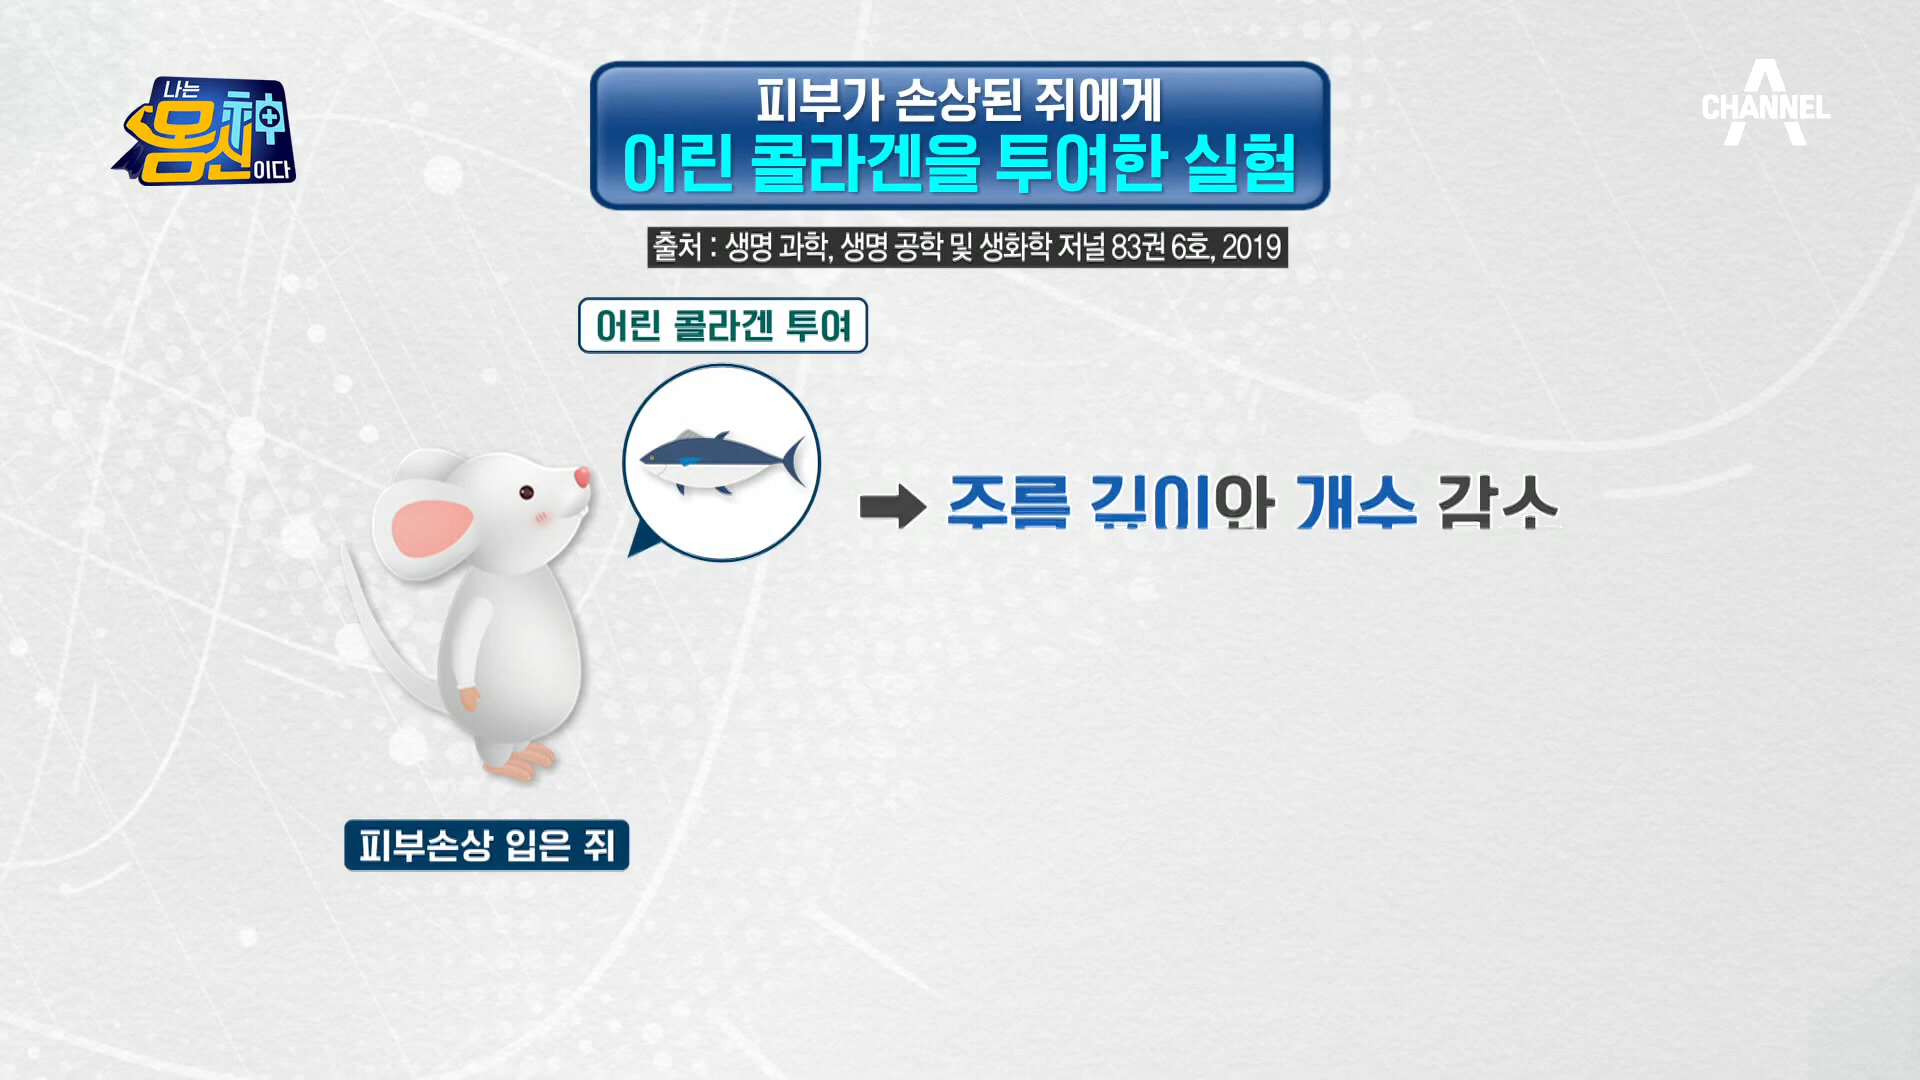 나는
몸신神이다
CHANNEL A
피부가 손상된 쥐에게
어린 콜라겐을 투여한 실험
출처 : 생명 과학, 생명 공학 및 생화학 저널 83권 6호, 2019
어린 콜라겐 투여
주름 깊이와 개수 감소
피부손상 입은 쥐